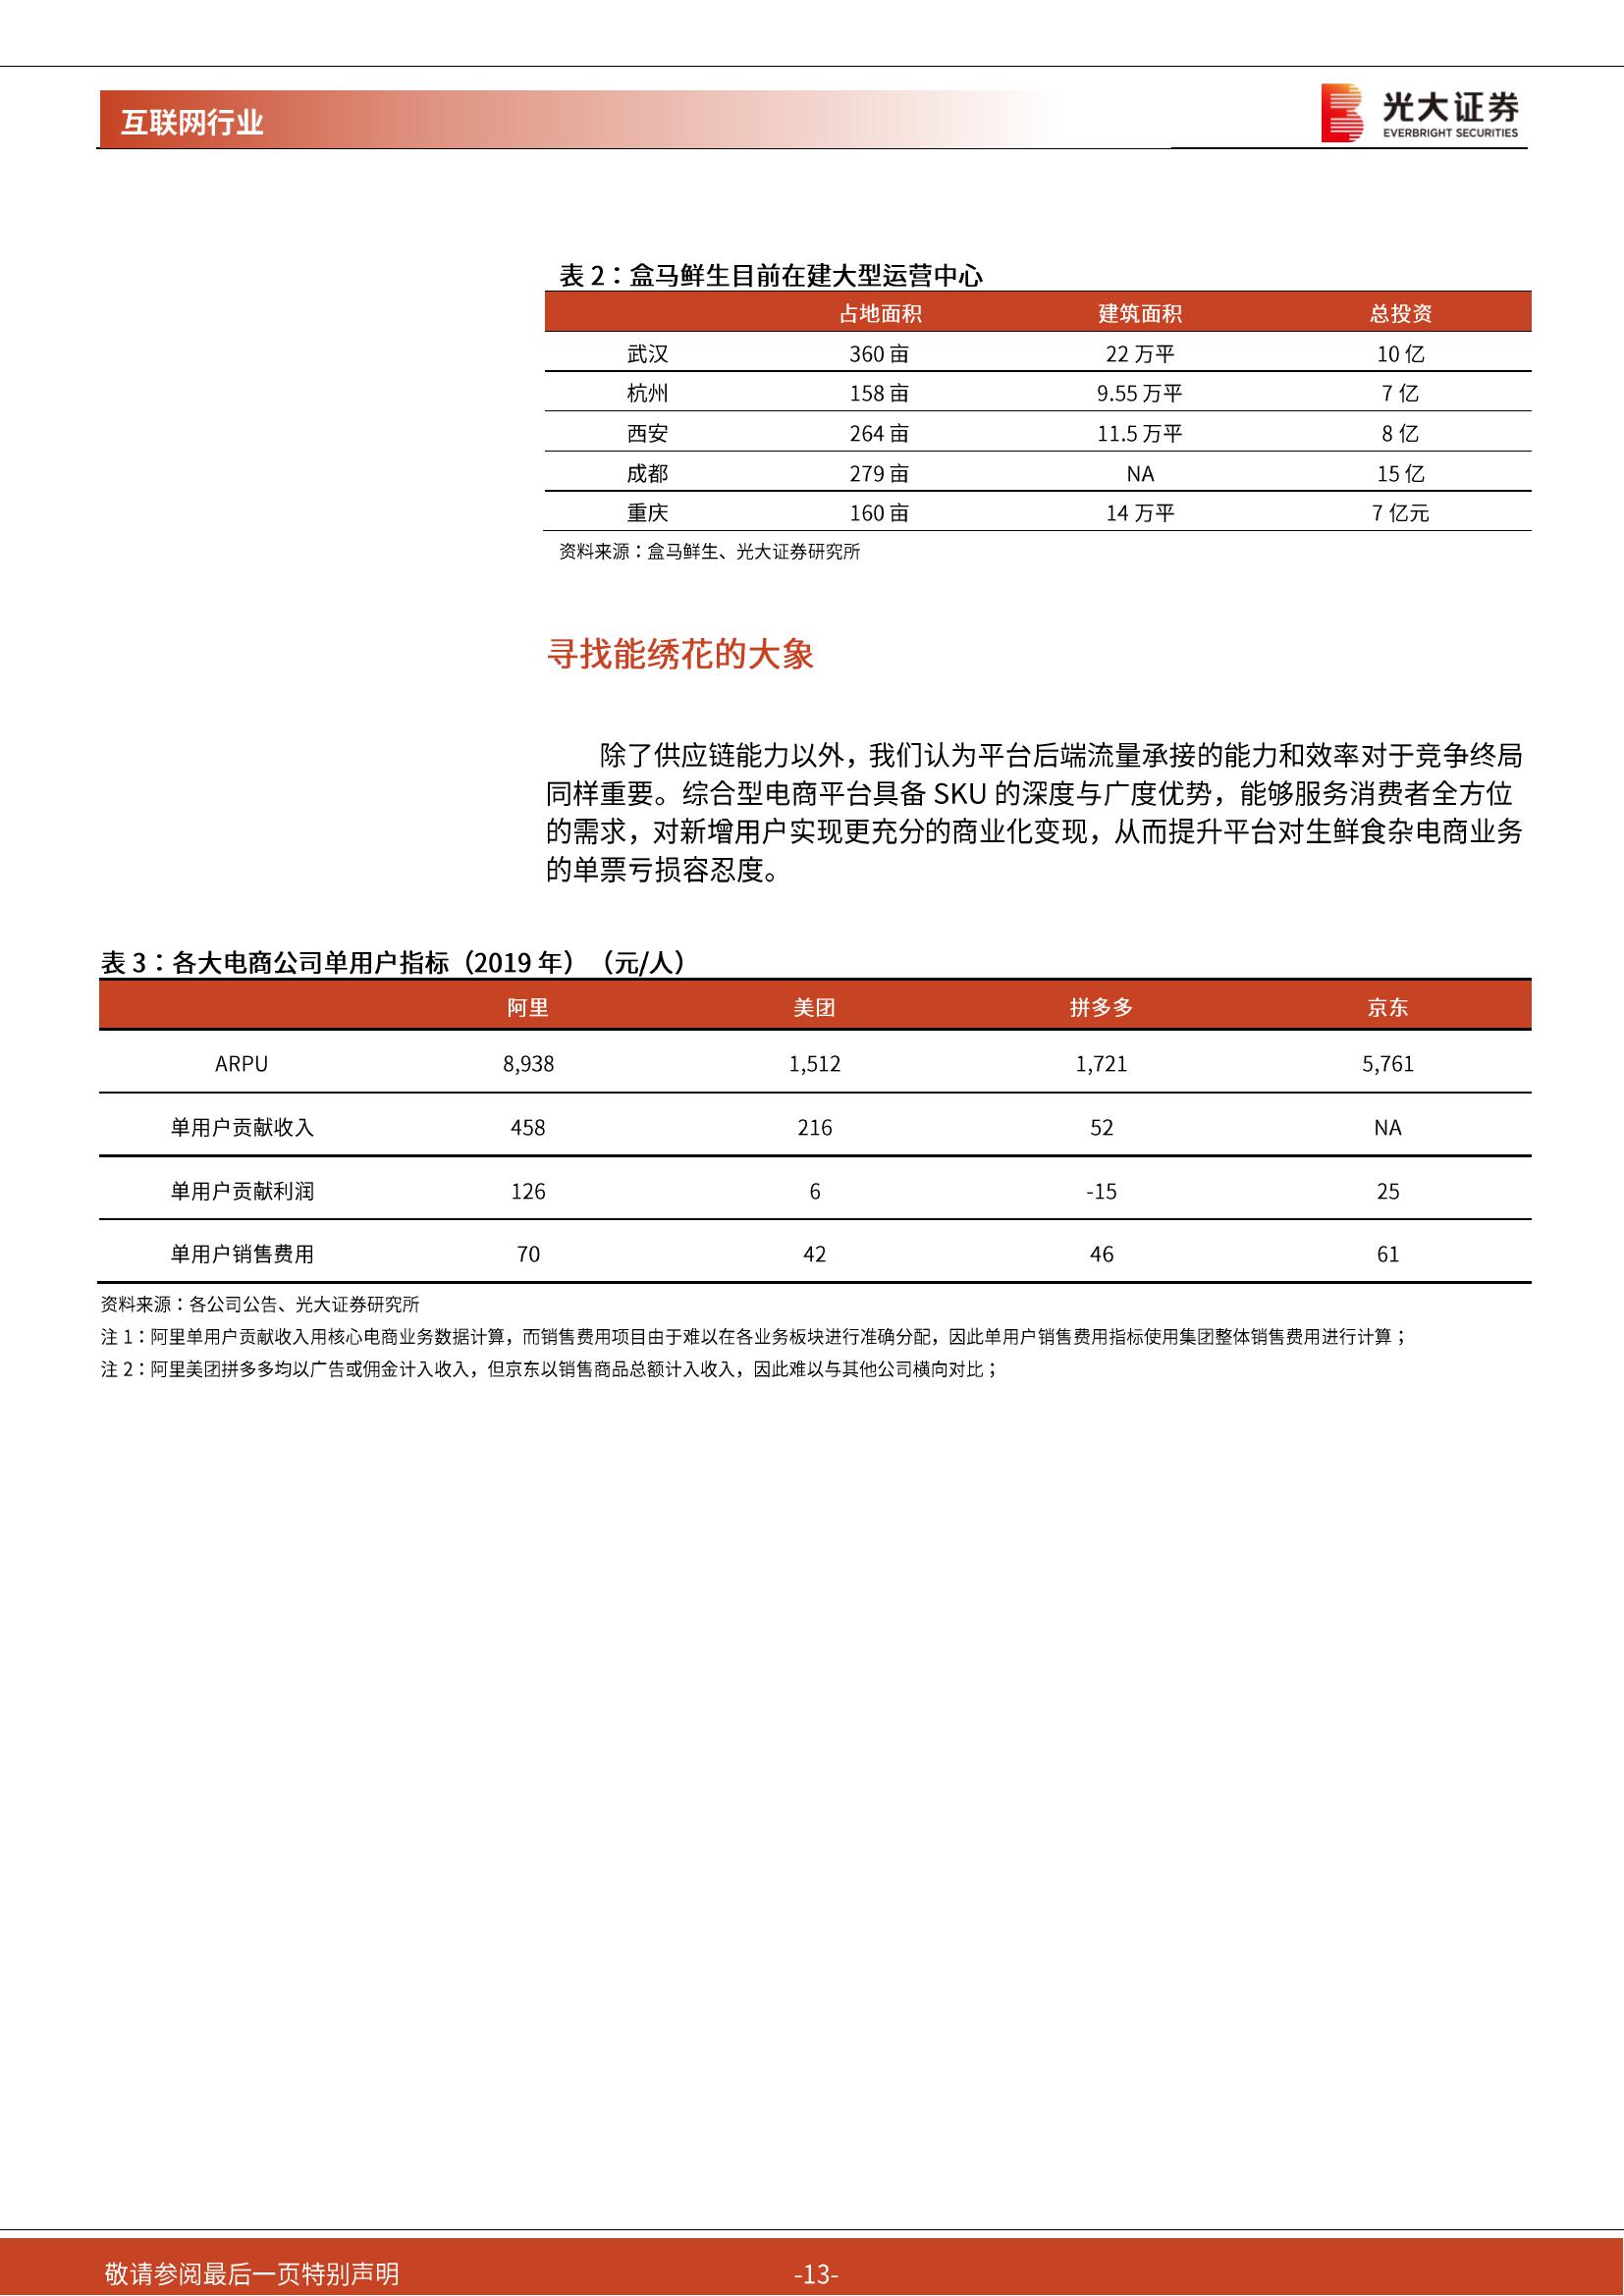 互联网行业
光大证券
EVERBRIGHT SECURITIES
表 2：盒马鲜生目前在建大型运营中心
占地面积 建筑面积 总投资
武汉 360 亩 22 万平 10 亿
杭州 158 亩 9.55 万平 7 亿
西安 264 亩 11.5 万平 8 亿
成都 279 亩 NA 15 亿
重庆 160 亩 14 万平 7 亿元
资料来源：盒马鲜生、光大证券研究所
寻找能绣花的大象
除了供应链能力以外，我们认为平台后端流量承接的能力和效率对于竞争终局
同样重要。综合型电商平台具备 SKU 的深度与广度优势，能够服务消费者全方位
的需求，对新增用户实现更充分的商业化变现，从而提升平台对生鲜食杂电商业务
的单票亏损容忍度。
表 3：各大电商公司单用户指标（2019 年）（元/人）
阿里 美团 拼多多 京东
ARPU 8,938 1,512 1,721 5,761
单用户贡献收入 458 216 52 NA
单用户贡献利润 126 6 -15 25
单用户销售费用 70 42 46 61
资料来源：各公司公告、光大证券研究所
注 1：阿里单用户贡献收入用核心电商业务数据计算，而销售费用项目由于难以在各业务板块进行准确分配，因此单用户销售费用指标使用集团整体销售费用进行计算；
注 2：阿里美团拼多多均以广告或佣金计入收入，但京东以销售商品总额计入收入，因此难以与其他公司横向对比；
敬请参阅最后一页特别声明 -13-